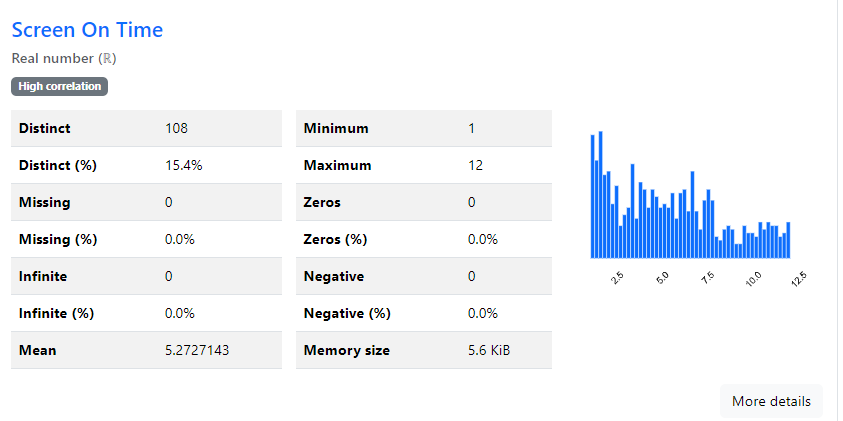 Screen On Time
Real number (ℝ)
High correlation
Distinct 108
Distinct (%) 15.4%
Missing 0
Missing (%) 0.0%
Infinite 0
Infinite (%) 0.0%
Mean 5.2727143
Minimum 1
Maximum 12
Zeros 0
Zeros (%) 0.0%
Negative 0
Negative (%) 0.0%
Memory size 5.6 KiB
2.5 5.0 7.5 10.0 12.5
More details